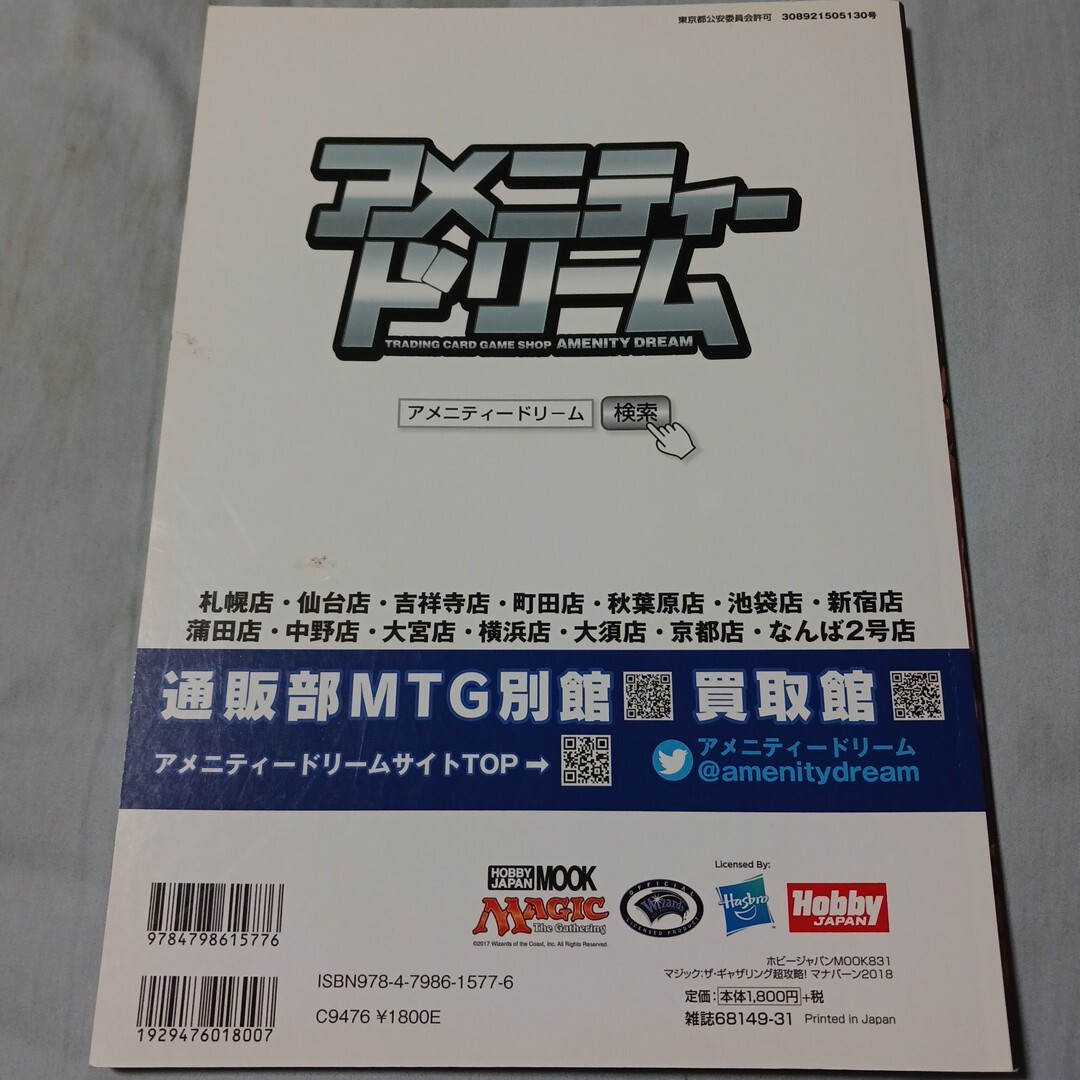 東京都公安委員会許可 308921505130号
アメニティー
ドリーム
TRADING CARD GAME SHOP AMENITY DREAM
アメニティードリーム 検索
札幌店・仙台店・吉祥寺店・町田店・秋葉原店・池袋店・新宿店
蒲田店・中野店・大宮店・横浜店・大須店・京都店・なんば2号店
通販部MTG別館 買取館
アメニティードリームサイトTOP➡
アメニティードリーム
@amenitydream
HOBBY JAPAN MOOK
MAGIC
The Gathering
©2017 Wizards of the Coast, Inc. All Rights Reserved.
OFFICIAL
Wizards
LICENSED PRODUCT
Licensed By:
Hasbro
Hobby
JAPAN
9784798615776
1929476018007
ISBN978-4-7986-1577-6
C9476 ¥1800E
ホビージャパンMOOK831
マジック:ザ・ギャザリング超攻略! マナバーン2018
定価:本体1,800円+税
雑誌68149-31 Printed in Japan